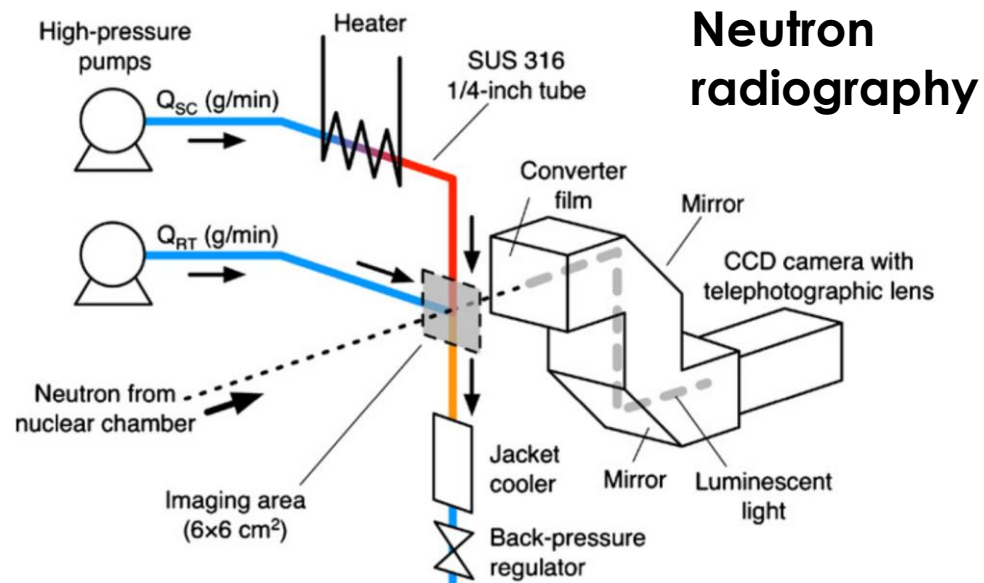 Neutron
radiography
High-pressure
pumps
Heater
Q_SC (g/min)
SUS 316
1/4-inch tube
Converter
film
Mirror
Q_RT (g/min)
CCD camera with
telephotographic lens
Neutron from
nuclear chamber
Imaging area
(6×6 cm²)
Jacket
cooler
Mirror
Luminescent
light
Back-pressure
regulator